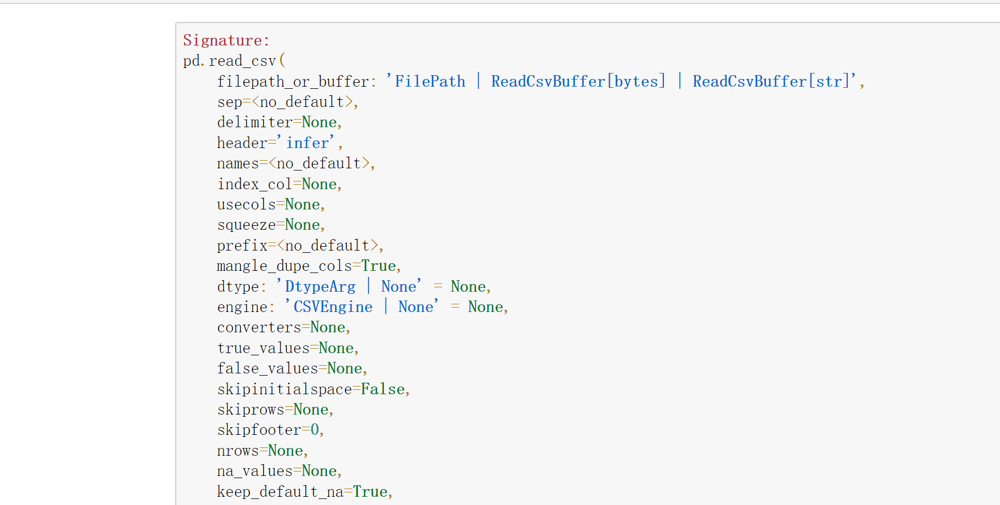 Signature:
pd.read_csv(
    filepath_or_buffer: 'FilePath | ReadCsvBuffer[bytes] | ReadCsvBuffer[str]',
    sep=<no_default>,
    delimiter=None,
    header='infer',
    names=<no_default>,
    index_col=None,
    usecols=None,
    squeeze=None,
    prefix=<no_default>,
    mangle_dupe_cols=True,
    dtype: 'DtypeArg | None' = None,
    engine: 'CSVEngine | None' = None,
    converters=None,
    true_values=None,
    false_values=None,
    skipinitialspace=False,
    skiprows=None,
    skipfooter=0,
    nrows=None,
    na_values=None,
    keep_default_na=True,